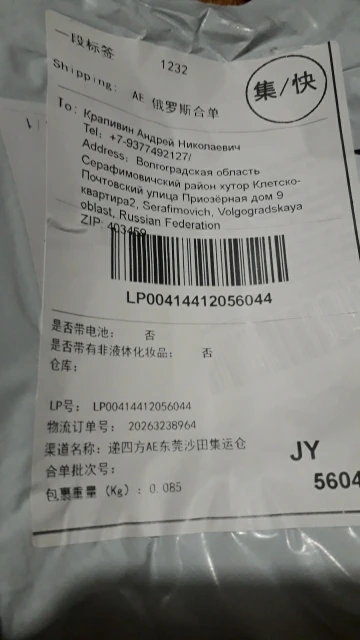 一段标签
1232
集/快
Shipping: AE 俄罗斯合单
To: Крапивин Андрей Николаевич
Tel: +7-9377492127/
Address: Волгоградская область
Серафимовичский район хутор Клетско-
Почтовский улица Приозёрная дом 9
квартира2, Serafimovich, Volgogradskaya
oblast, Russian Federation
ZIP: 403459
LP00414412056044
是否带电池: 否
是否带有非液体化妆品: 否
仓库:
LP号: LP00414412056044
物流订单号: 20263238964
渠道名称: 递四方AE东莞沙田集运仓
合单批次号:
包裹重量 (Kg): 0.085
JY
5604